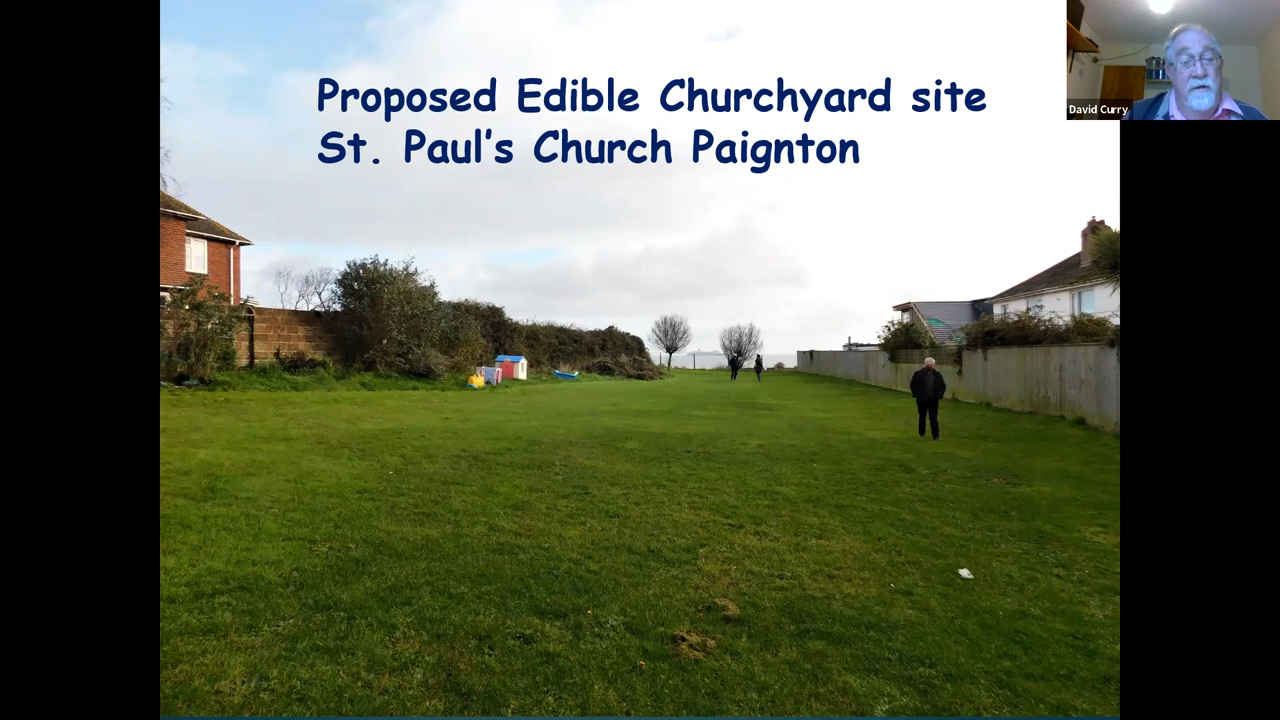 Proposed Edible Churchyard site
St. Paul's Church Paignton
David Curry